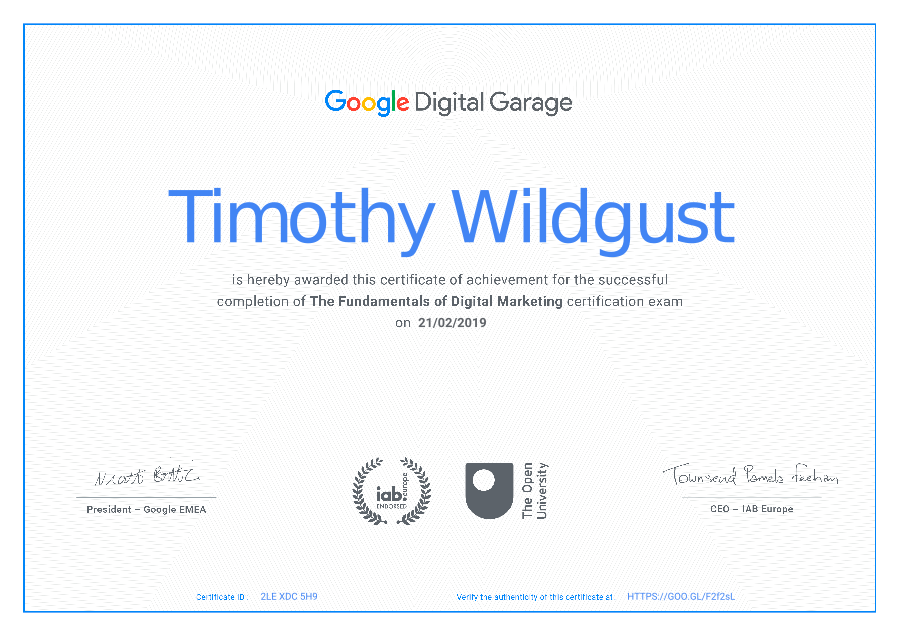 Google Digital Garage
Timothy Wildgust
is hereby awarded this certificate of achievement for the successful
completion of The Fundamentals of Digital Marketing certification exam
on 21/02/2019
Townsend Pamela Feehan
iab.europe
ENDORSED
The Open
University
President – Google EMEA
CEO – IAB Europe
Certificate ID : 2LE XDC 5H9
Verify the authenticity of this certificate at : HTTPS://GOO.GL/F2f2sL